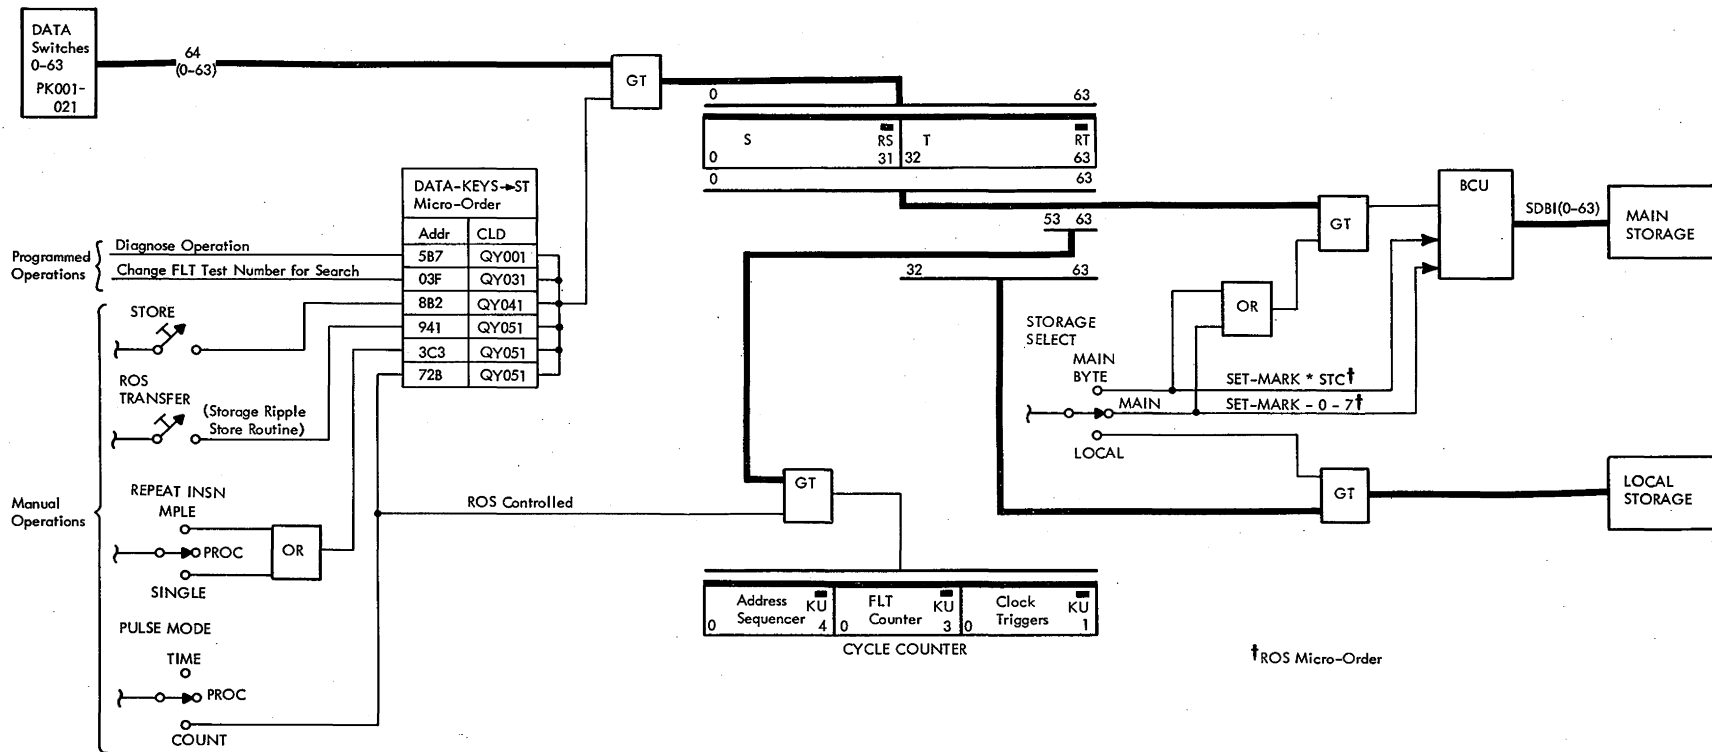 DATA
Switches
0-63
PK001-
021
64
(0-63)
GT
0 63
S RS T RT
0 31 32 63
0 63
53 63
32 63
DATA-KEYS→ST
Micro-Order
Addr CLD
5B7 QY001
03F QY031
8B2 QY041
941 QY051
3C3 QY051
72B QY051
Programmed
Operations
Diagnose Operation
Change FLT Test Number for Search
Manual
Operations
STORE
ROS
TRANSFER
(Storage Ripple
Store Routine)
REPEAT INSN
MPLE
PROC
SINGLE
OR
PULSE MODE
TIME
PROC
COUNT
ROS Controlled
GT
Address
Sequencer
KU
0 4
FLT
Counter
KU
0 3
Clock
Triggers
KU
0 1
CYCLE COUNTER
GT
BCU
SDBI(0-63)
MAIN
STORAGE
OR
STORAGE
SELECT
MAIN
BYTE
MAIN
LOCAL
SET-MARK * STC†
SET-MARK - 0 - 7†
GT
LOCAL
STORAGE
†ROS Micro-Order